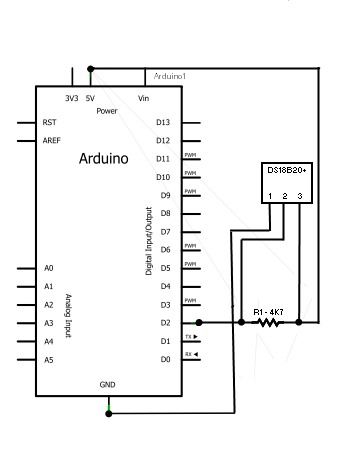 Arduino1
3V3 5V Vin
Power
RST
AREF
Arduino
D13
D12
PWM D11
PWM D10
PWM D9
D8
D7
PWM D6
PWM D5
D4
PWM D3
D2
D1 TX
D0 RX
Digital Input/Output
A0
A1
A2
A3
A4
A5
Analog Input
GND
DS18B20+
1 2 3
R1 - 4K7